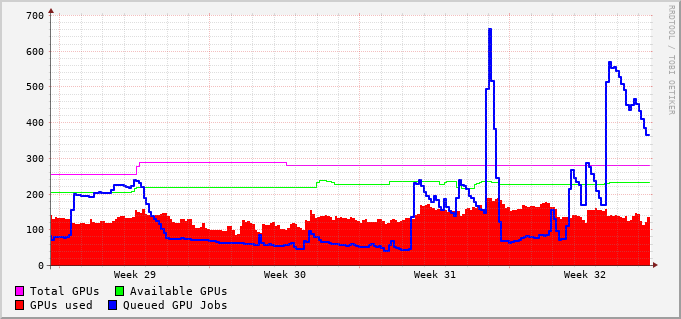 700
600
500
400
300
200
100
0
Week 29 Week 30 Week 31 Week 32
Total GPUs Available GPUs
GPUs used Queued GPU Jobs
RRDTOOL / TOBI OETIKER